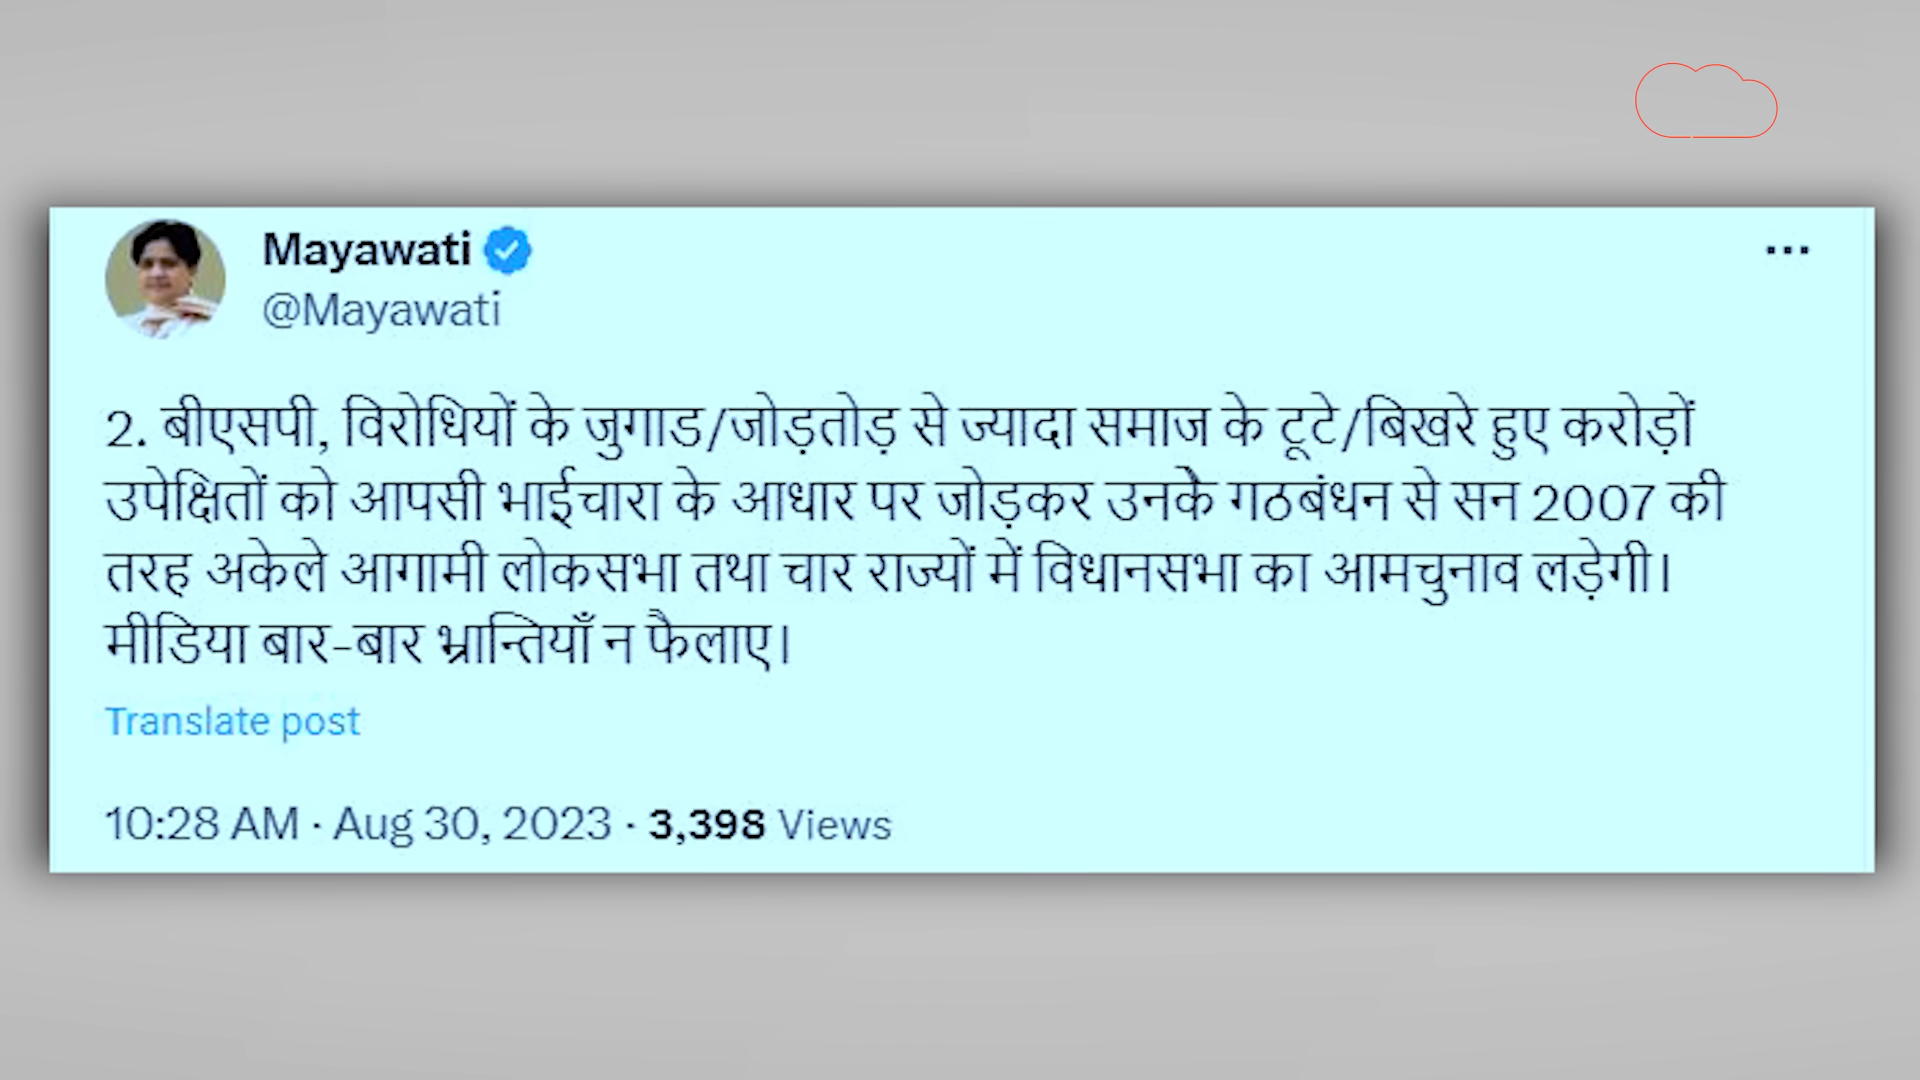 Mayawati
@Mayawati
2. बीएसपी, विरोधियों के जुगाड/जोड़तोड़ से ज्यादा समाज के टूटे/बिखरे हुए करोड़ों
उपेक्षितों को आपसी भाईचारा के आधार पर जोड़कर उनके गठबंधन से सन 2007 की
तरह अकेले आगामी लोकसभा तथा चार राज्यों में विधानसभा का आमचुनाव लड़ेगी।
मीडिया बार-बार भ्रान्तियाँ न फैलाए।
Translate post
10:28 AM · Aug 30, 2023 · 3,398 Views